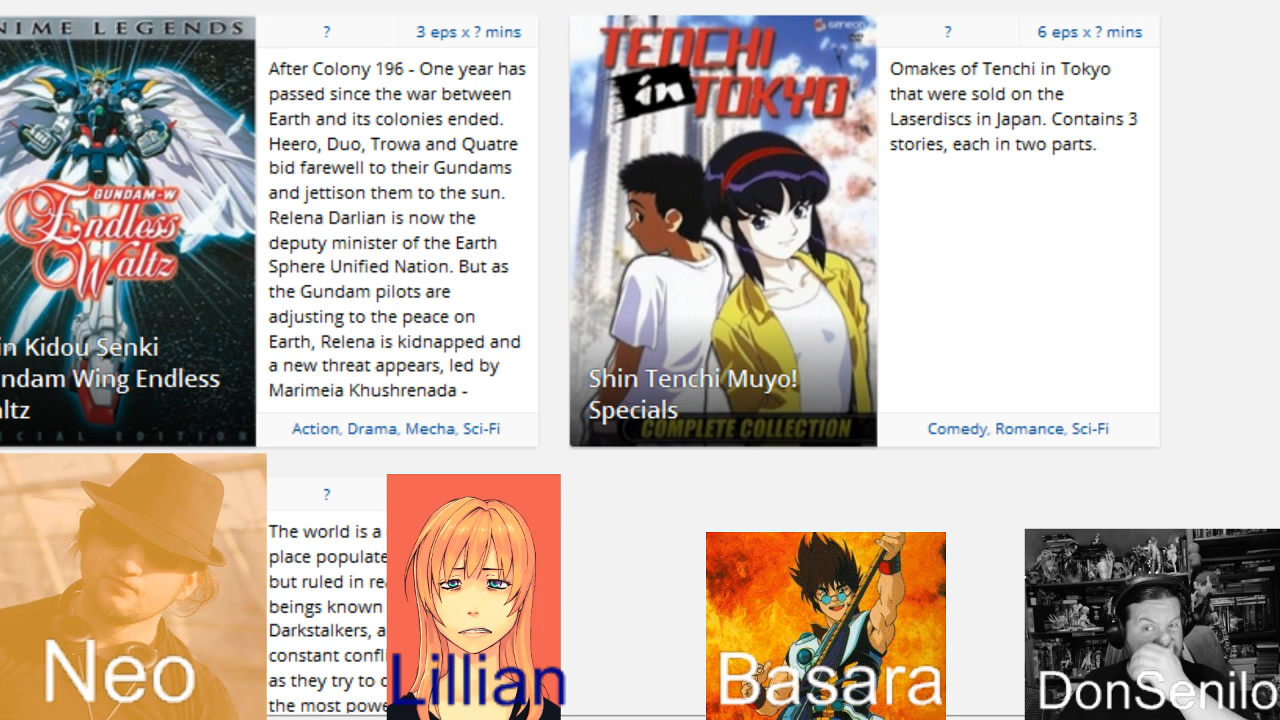 NIME LEGENDS
GUNDAM-W
Endless
Waltz
in Kidou Senki
ndam Wing Endless
ltz
CIAL EDITION
?
3 eps x ? mins
After Colony 196 - One year has
passed since the war between
Earth and its colonies ended.
Heero, Duo, Trowa and Quatre
bid farewell to their Gundams
and jettison them to the sun.
Relena Darlian is now the
deputy minister of the Earth
Sphere Unified Nation. But as
the Gundam pilots are
adjusting to the peace on
Earth, Relena is kidnapped and
a new threat appears, led by
Marimeia Khushrenada -
Action, Drama, Mecha, Sci-Fi
geneon
TENCHI
in TOKYO
Shin Tenchi Muyo!
Specials
COMPLETE COLLECTION
?
6 eps x ? mins
Omakes of Tenchi in Tokyo
that were sold on the
Laserdiscs in Japan. Contains 3
stories, each in two parts.
Comedy, Romance, Sci-Fi
?
The world is a
place populate
but ruled in rea
beings known
Darkstalkers, a
constant confli
as they try to d
the most powe
Neo
Lillian
Basara
DonSenilo